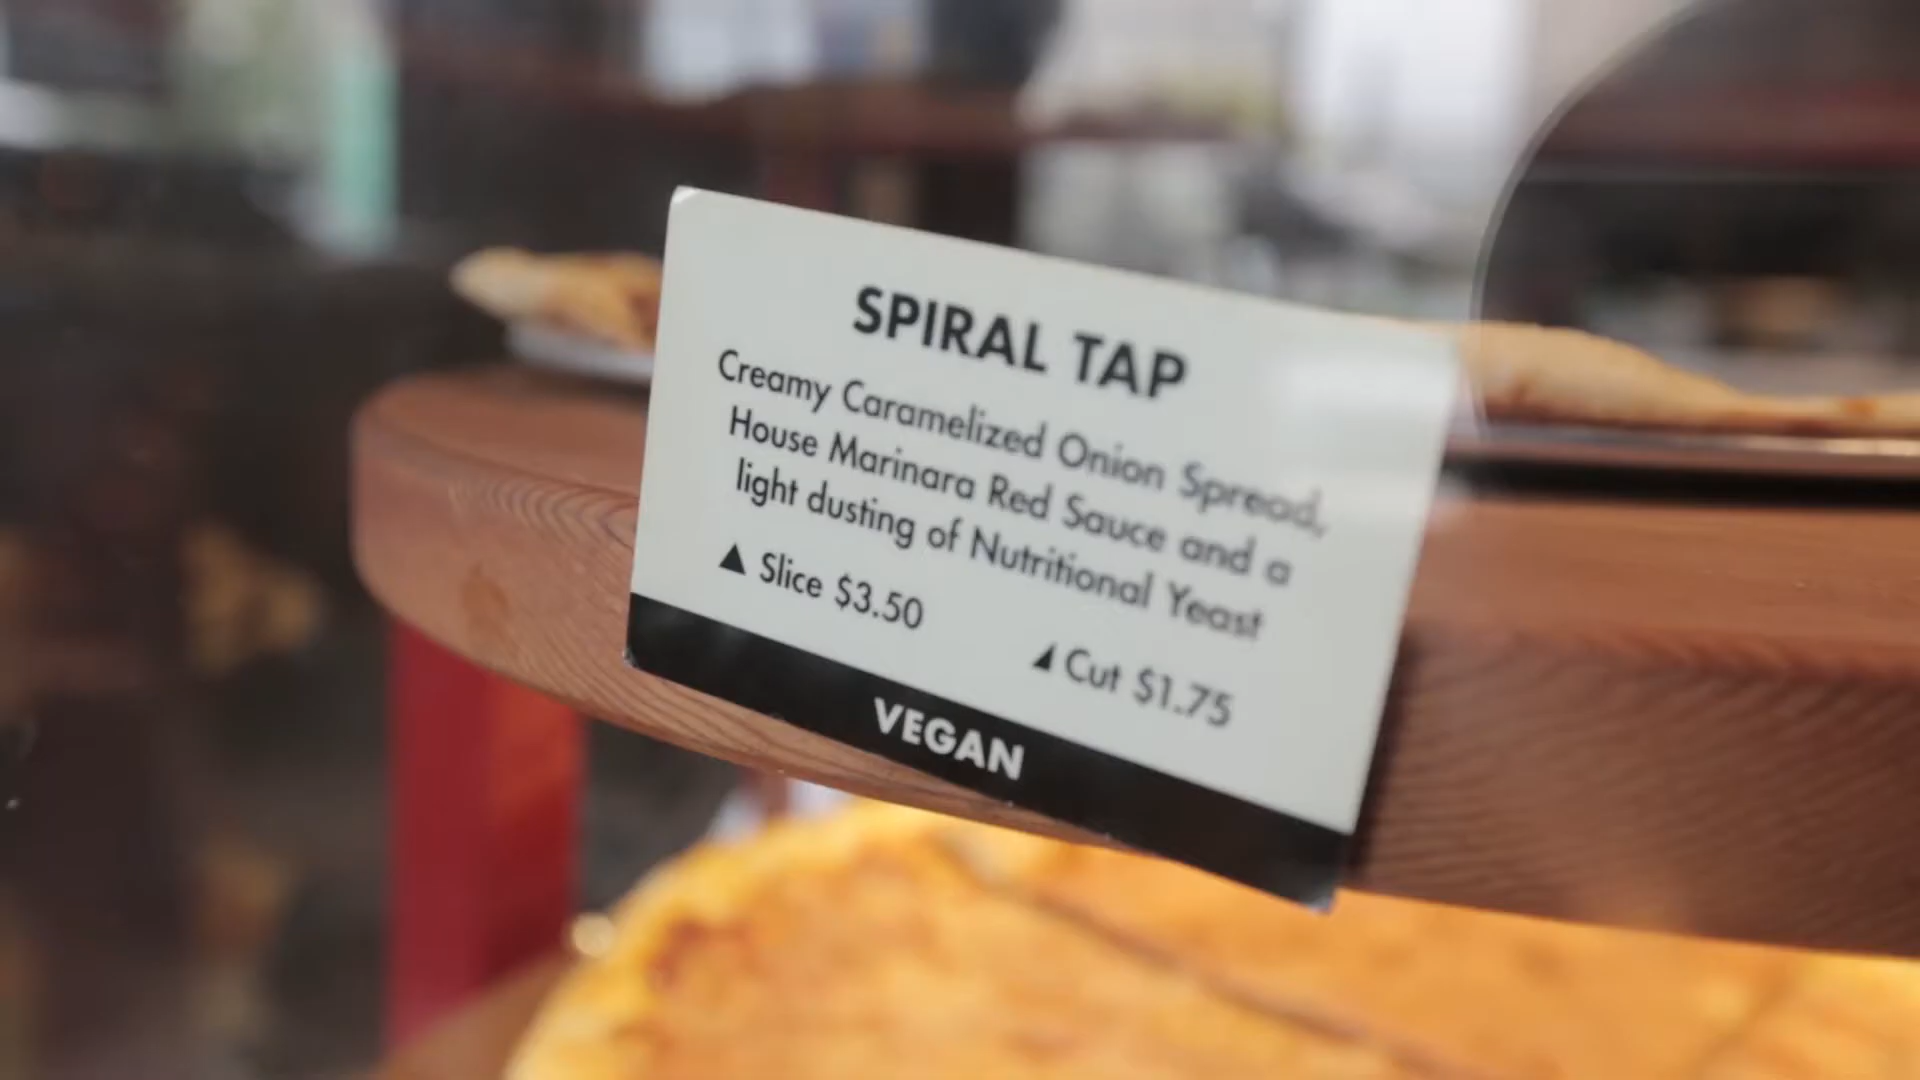 SPIRAL TAP
Creamy Caramelized Onion Spread,
House Marinara Red Sauce and a
light dusting of Nutritional Yeast
▲ Slice $3.50
◢ Cut $1.75
VEGAN